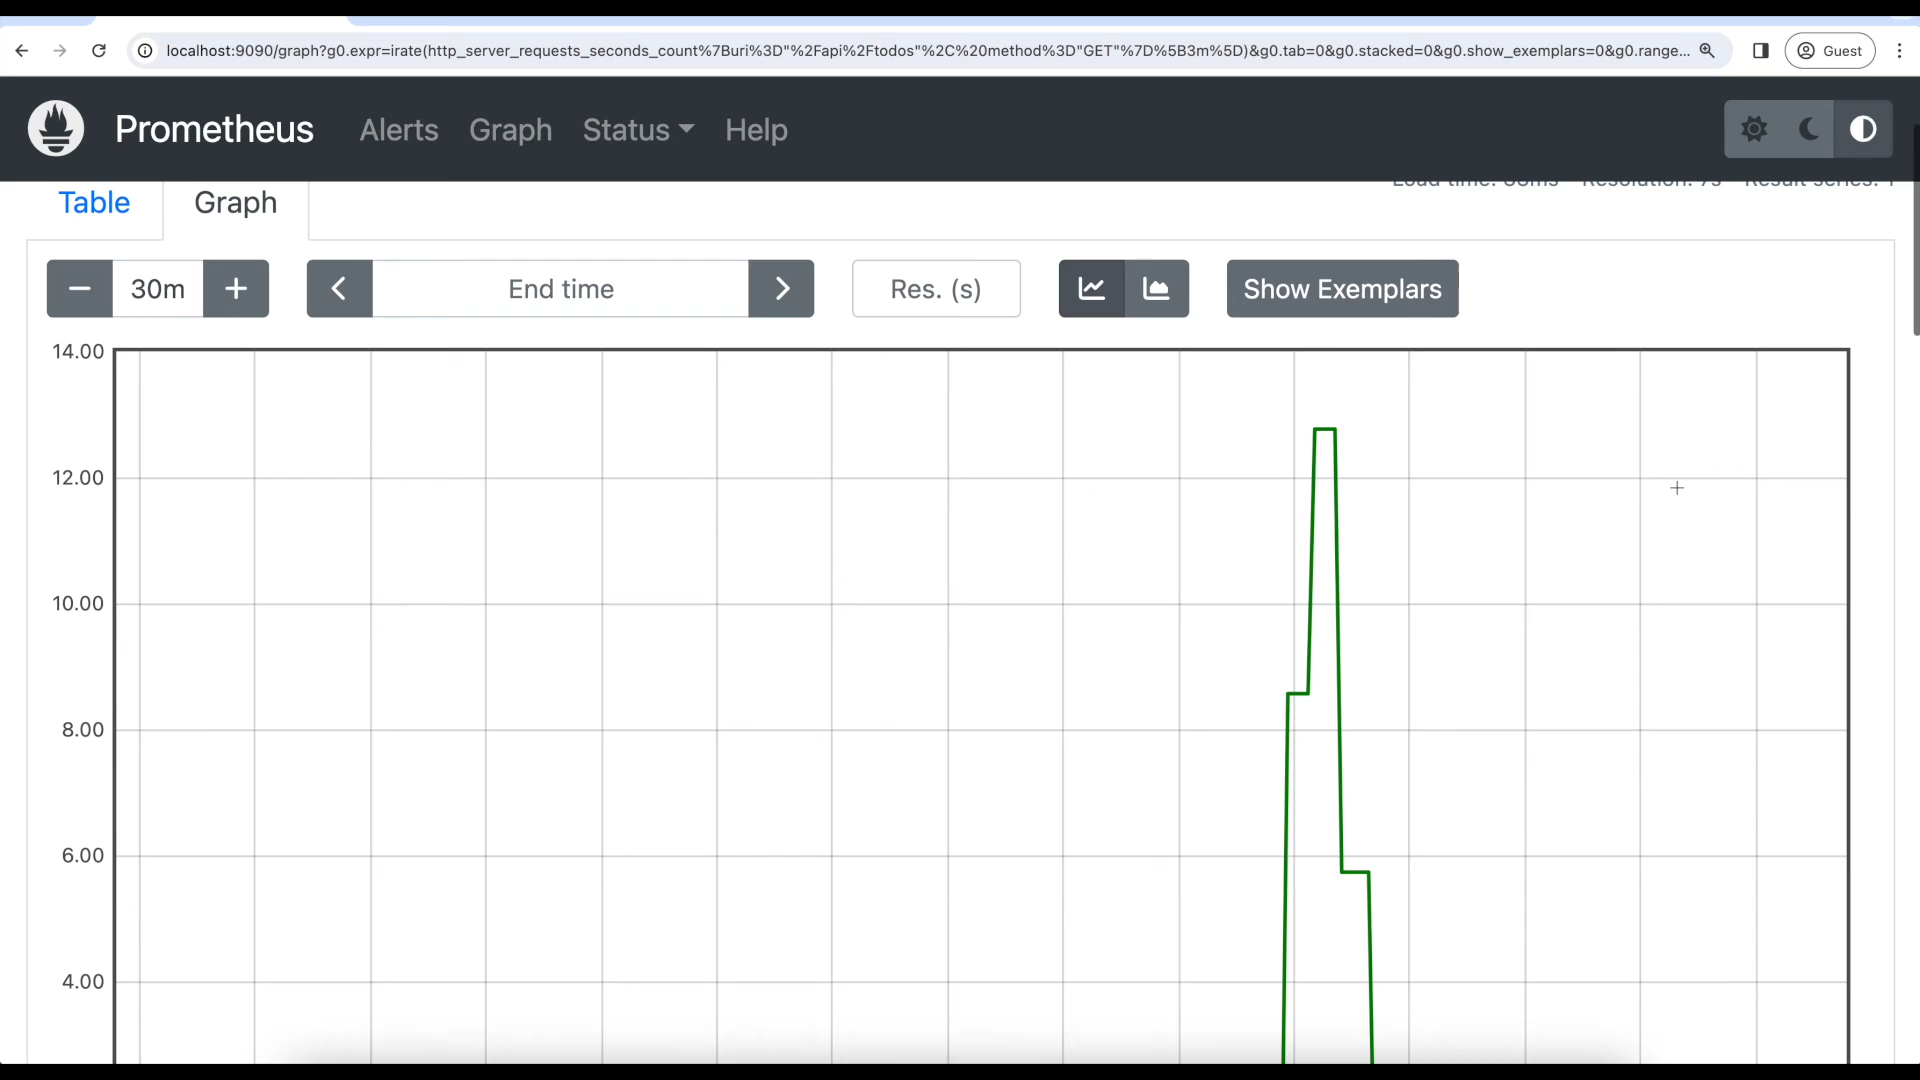 localhost:9090/graph?g0.expr=irate(http_server_requests_seconds_count%7Buri%3D"%2Fapi%2Ftodos"%2C%20method%3D"GET"%7D%5B3m%5D)&g0.tab=0&g0.stacked=0&g0.show_exemplars=0&g0.range...
Guest
Prometheus
Alerts
Graph
Status
Help
Load time: 88ms Resolution: 7s Result series: 1
Table
Graph
30m
End time
Res. (s)
Show Exemplars
14.00
12.00
10.00
8.00
6.00
4.00